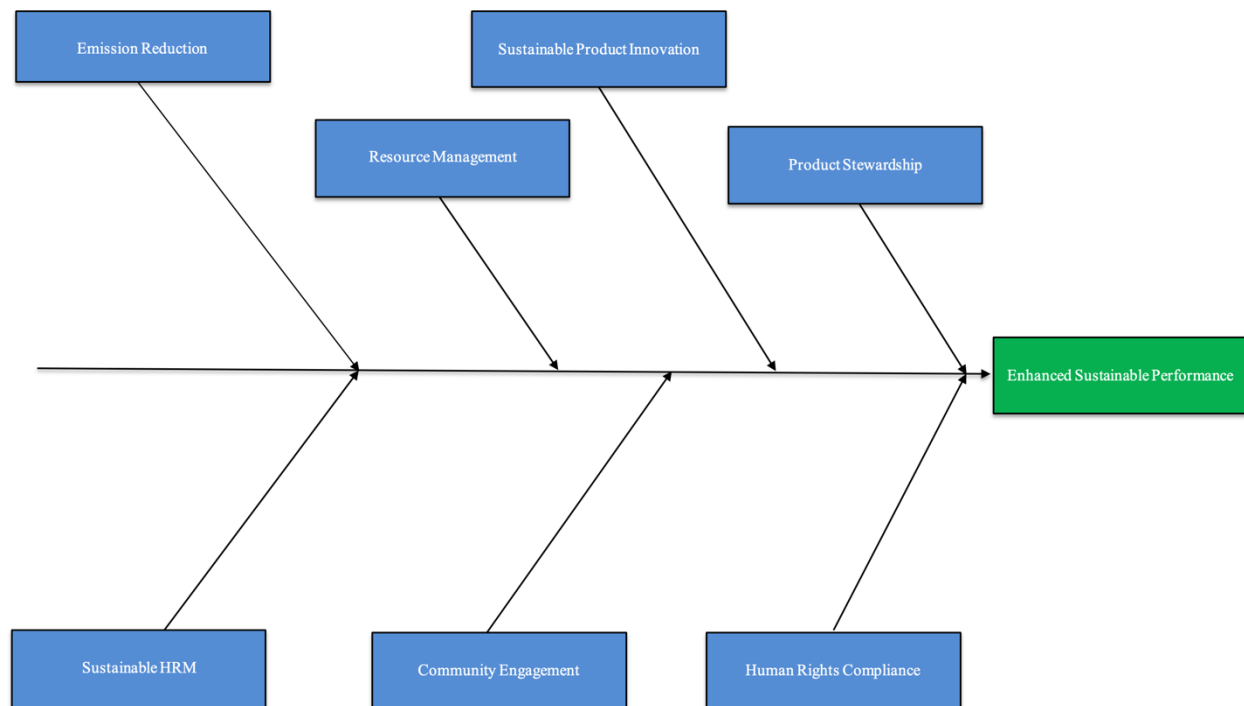 Emission Reduction
Sustainable Product Innovation
Resource Management
Product Stewardship
Enhanced Sustainable Performance
Sustainable HRM
Community Engagement
Human Rights Compliance